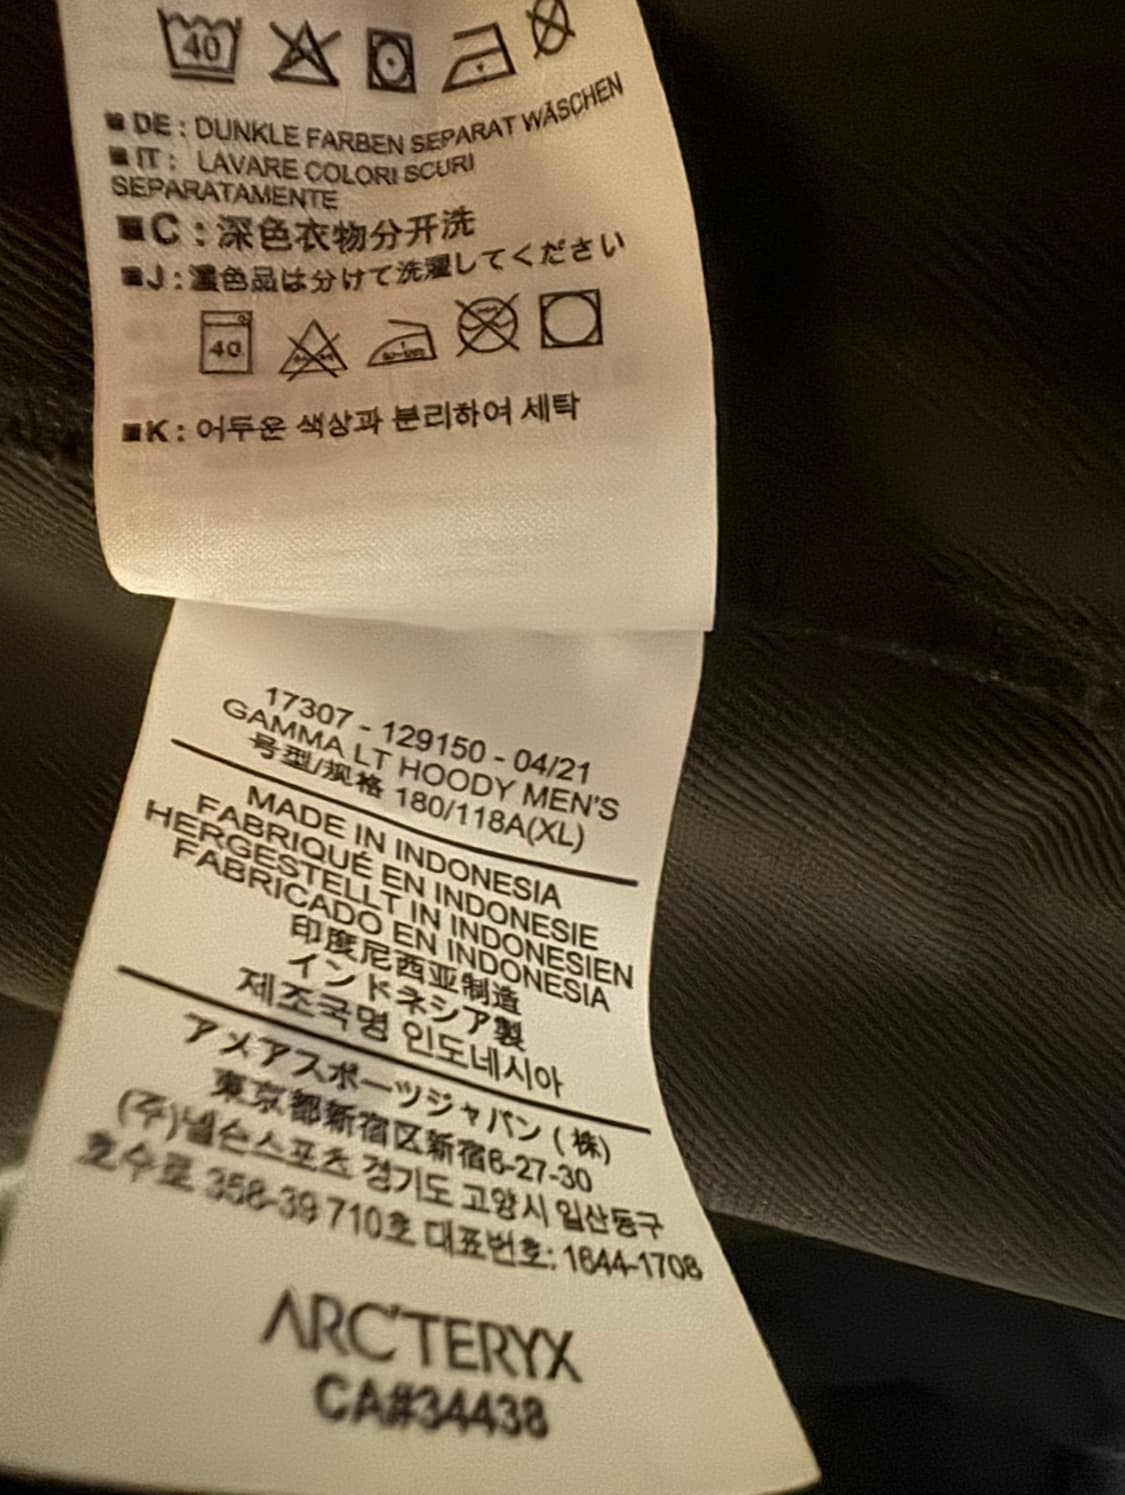 40
■DE : DUNKLE FARBEN SEPARAT WÄSCHEN
■IT : LAVARE COLORI SCURI
SEPARATAMENTE
■C : 深色衣物分开洗
■J : 濃色品は分けて洗濯してください
40
■K : 어두운 색상과 분리하여 세탁
17307 - 129150 - 04/21
GAMMA LT HOODY MEN'S
号型/规格 180/118A(XL)
MADE IN INDONESIA
FABRIQUÉ EN INDONESIE
HERGESTELLT IN INDONESIEN
FABRICADO EN INDONESIA
印度尼西亚制造
インドネシア製
제조국명 인도네시아
アメアスポーツジャパン (株)
東京都新宿区新宿6-27-30
(주)넬슨스포츠 경기도 고양시 일산동구
호수로 358-39 710호 대표번호: 1644-1708
ARC'TERYX
CA#34438